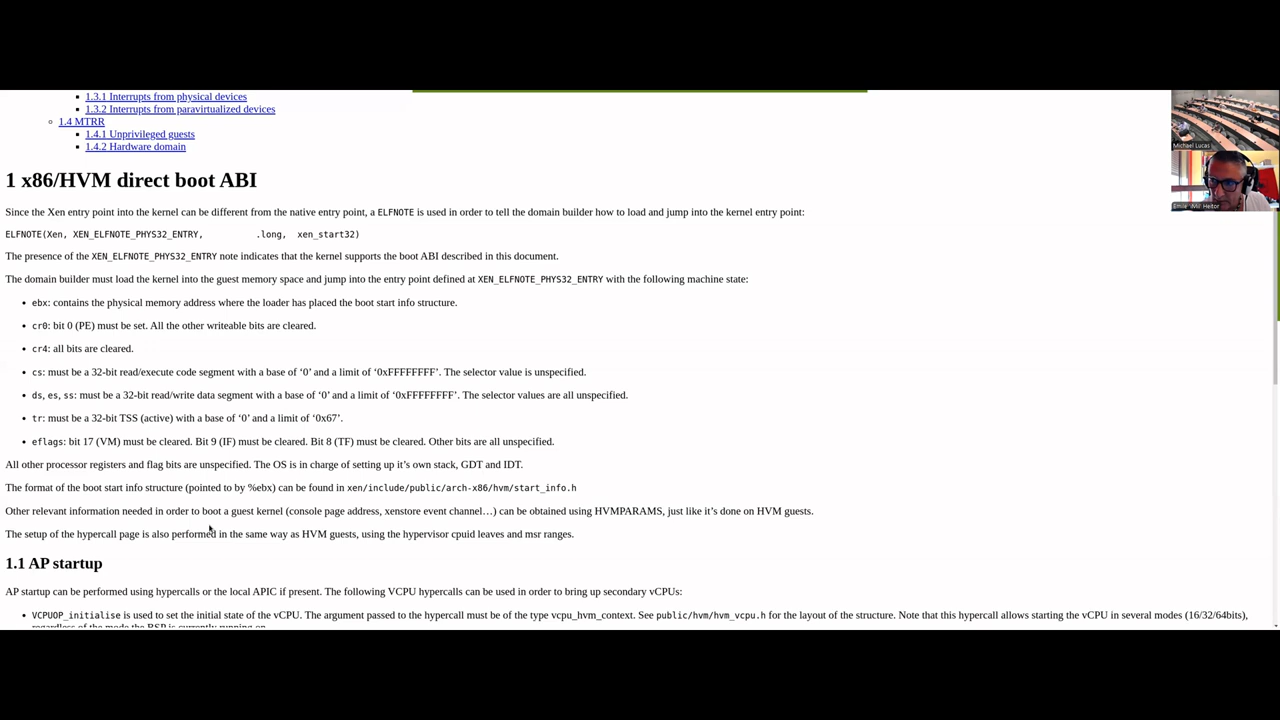 1.3.1 Interrupts from physical devices
1.3.2 Interrupts from paravirtualized devices
1.4 MTRR
1.4.1 Unprivileged guests
1.4.2 Hardware domain
1 x86/HVM direct boot ABI
Since the Xen entry point into the kernel can be different from the native entry point, a ELFNOTE is used in order to tell the domain builder how to load and jump into the kernel entry point:
ELFNOTE(Xen, XEN_ELFNOTE_PHYS32_ENTRY,          .long,  xen_start32)
The presence of the XEN_ELFNOTE_PHYS32_ENTRY note indicates that the kernel supports the boot ABI described in this document.
The domain builder must load the kernel into the guest memory space and jump into the entry point defined at XEN_ELFNOTE_PHYS32_ENTRY with the following machine state:
ebx: contains the physical memory address where the loader has placed the boot start info structure.
cr0: bit 0 (PE) must be set. All the other writeable bits are cleared.
cr4: all bits are cleared.
cs: must be a 32-bit read/execute code segment with a base of ‘0’ and a limit of ‘0xFFFFFFFF’. The selector value is unspecified.
ds, es, ss: must be a 32-bit read/write data segment with a base of ‘0’ and a limit of ‘0xFFFFFFFF’. The selector values are all unspecified.
tr: must be a 32-bit TSS (active) with a base of ‘0’ and a limit of ‘0x67’.
eflags: bit 17 (VM) must be cleared. Bit 9 (IF) must be cleared. Bit 8 (TF) must be cleared. Other bits are all unspecified.
All other processor registers and flag bits are unspecified. The OS is in charge of setting up it’s own stack, GDT and IDT.
The format of the boot start info structure (pointed to by %ebx) can be found in xen/include/public/arch-x86/hvm/start_info.h
Other relevant information needed in order to boot a guest kernel (console page address, xenstore event channel…) can be obtained using HVMPARAMS, just like it’s done on HVM guests.
The setup of the hypercall page is also performed in the same way as HVM guests, using the hypervisor cpuid leaves and msr ranges.
1.1 AP startup
AP startup can be performed using hypercalls or the local APIC if present. The following VCPU hypercalls can be used in order to bring up secondary vCPUs:
VCPUOP_initialise is used to set the initial state of the vCPU. The argument passed to the hypercall must be of the type vcpu_hvm_context. See public/hvm/hvm_vcpu.h for the layout of the structure. Note that this hypercall allows starting the vCPU in several modes (16/32/64bits),
regardless of the mode the BSP is currently running on.
Michael Lucas
Heitor